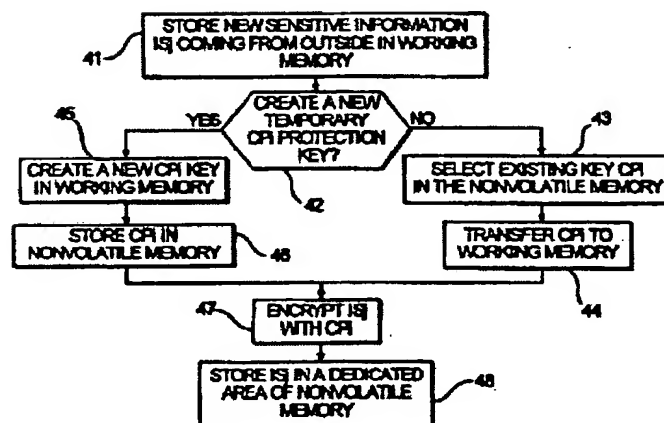 STORE NEW SENSITIVE INFORMATION
ISj COMING FROM OUTSIDE IN WORKING
MEMORY
41
CREATE A NEW
TEMPORARY
CPI PROTECTION
KEY?
YES
NO
42
45
CREATE A NEW CPI KEY
IN WORKING MEMORY
43
SELECT EXISTING KEY CPI
IN THE NONVOLATILE MEMORY
STORE CPI IN
NONVOLATILE MEMORY
46
TRANSFER CPI TO
WORKING MEMORY
44
47
ENCRYPT ISj
WITH CPI
STORE ISj IN A DEDICATED
AREA OF NONVOLATILE
MEMORY
48